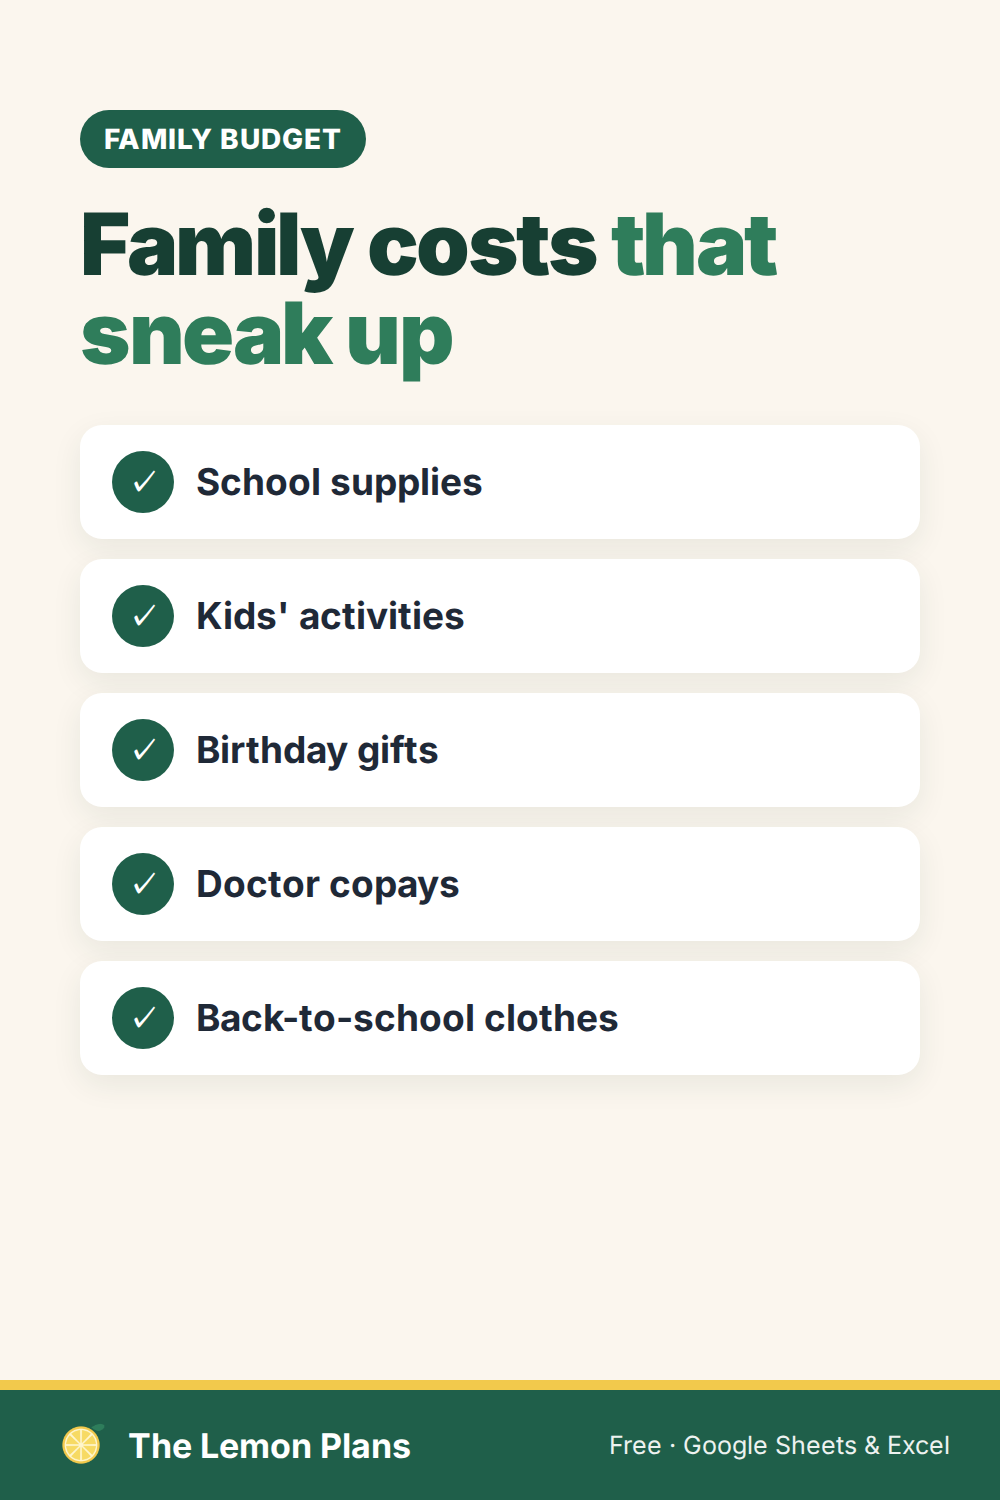 FAMILY BUDGET
Family costs that
sneak up
✓ School supplies
✓ Kids' activities
✓ Birthday gifts
✓ Doctor copays
✓ Back-to-school clothes
The Lemon Plans
Free · Google Sheets & Excel